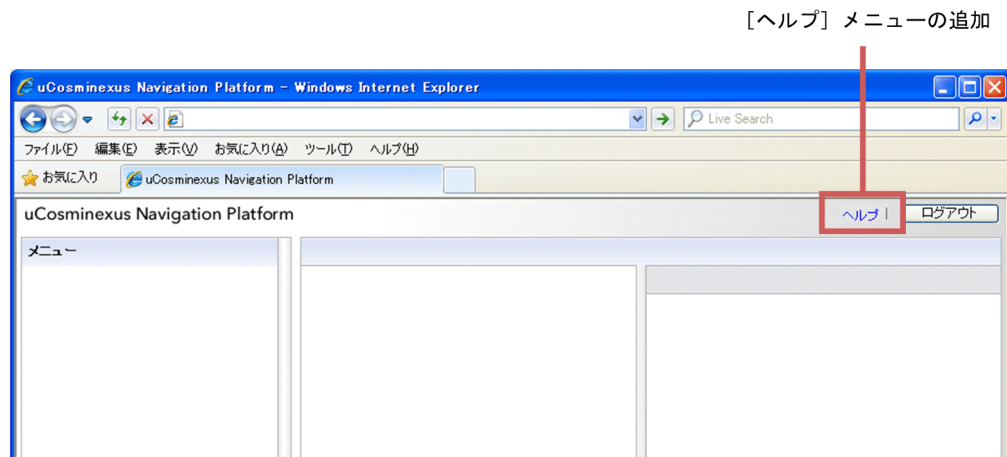 ［ヘルプ］メニューの追加
uCosminexus Navigation Platform - Windows Internet Explorer
Live Search
ファイル(F) 編集(E) 表示(V) お気に入り(A) ツール(T) ヘルプ(H)
お気に入り uCosminexus Navigation Platform
uCosminexus Navigation Platform ヘルプ | ログアウト
メニュー